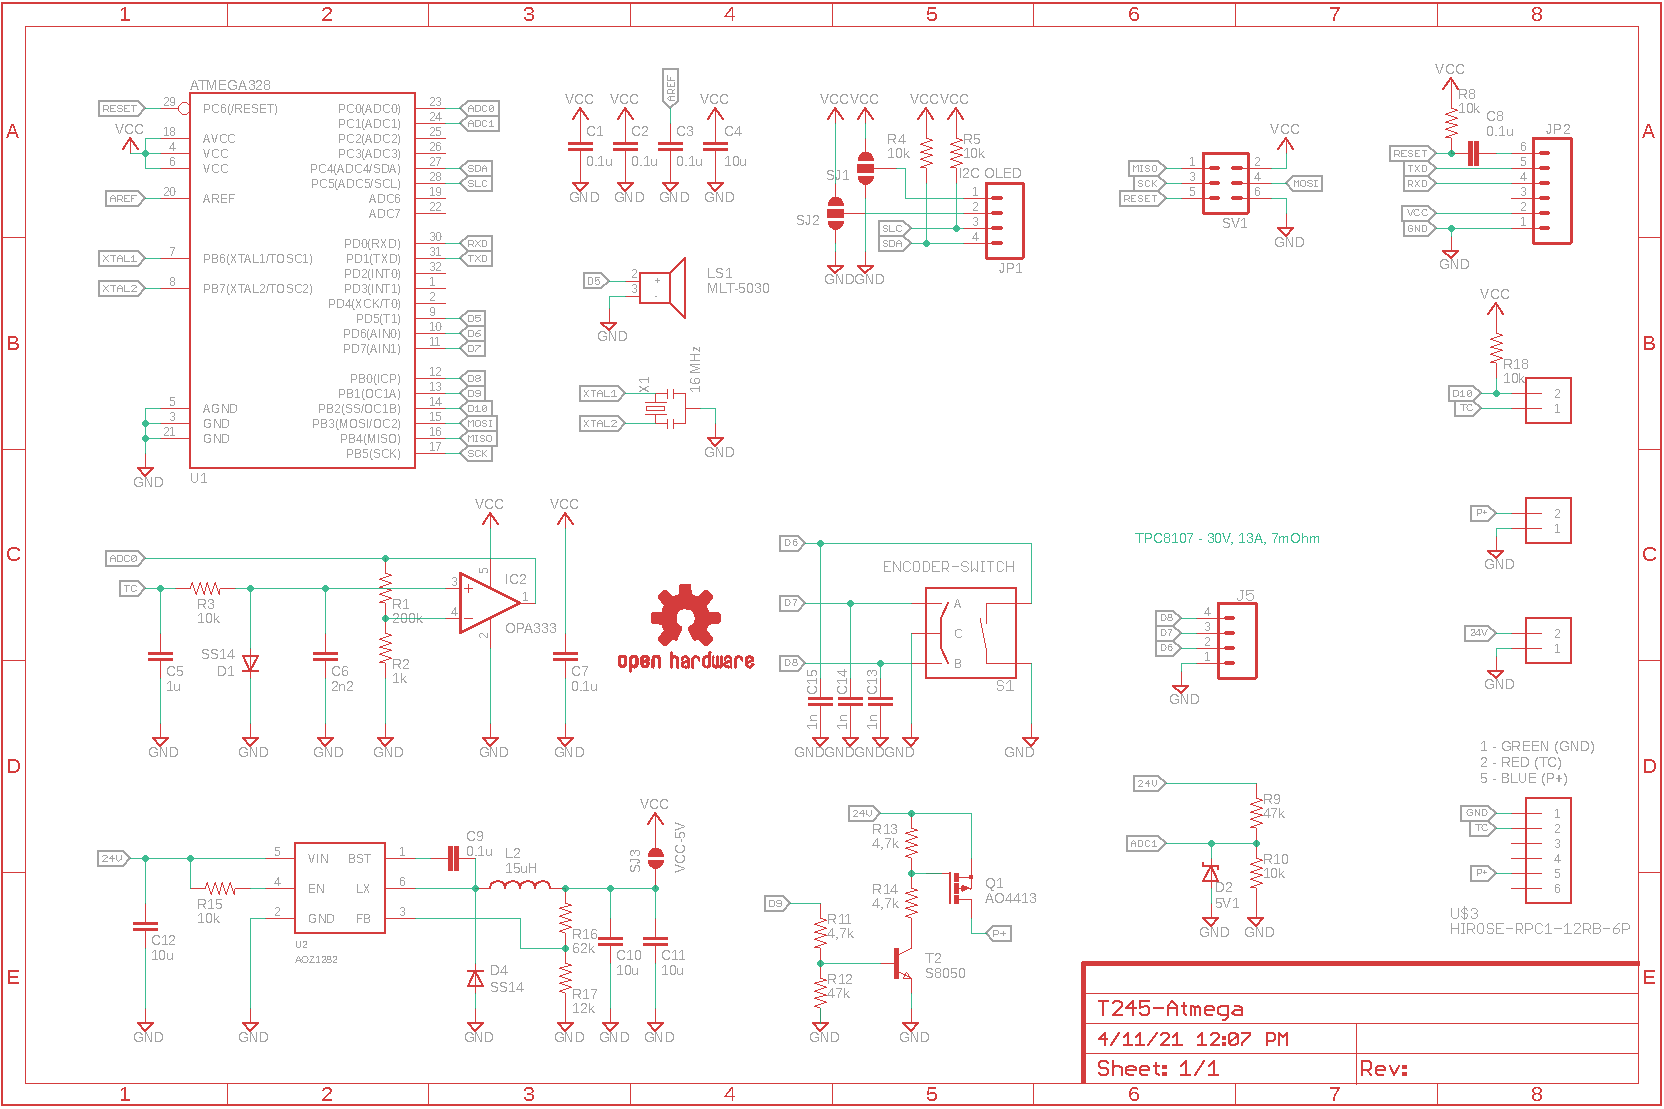 1 2 3 4 5 6 7 8
A
B
C
D
E
A
B
C
D
E
1 2 3 4 5 6 7 8
ATMEGA328
RESET 29 PC6(/RESET)
VCC
18 AVCC
4 VCC
6 VCC
AREF 20 AREF
XTAL1 7 PB6(XTAL1/TOSC1)
XTAL2 8 PB7(XTAL2/TOSC2)
5 AGND
3 GND
21 GND
GND
U1
PC0(ADC0) 23 ADC0
PC1(ADC1) 24 ADC1
PC2(ADC2) 25
PC3(ADC3) 26
PC4(ADC4/SDA) 27 SDA
PC5(ADC5/SCL) 28 SLC
ADC6 19
ADC7 22
PD0(RXD) 30 RXD
PD1(TXD) 31 TXD
PD2(INT0) 32
PD3(INT1) 1
PD4(XCK/T0) 2
PD5(T1) 9 D5
PD6(AIN0) 10 D6
PD7(AIN1) 11 D7
PB0(ICP) 12 D8
PB1(OC1A) 13 D9
PB2(SS/OC1B) 14 D10
PB3(MOSI/OC2) 15 MOSI
PB4(MISO) 16 MISO
PB5(SCK) 17 SCK
AREF
VCC VCC VCC
C1 C2 C3 C4
0.1u 0.1u 0.1u 10u
GND GND GND GND
D5 2 + LS1
3 - MLT-5030
GND
XTAL1 X1 16 MHz
XTAL2
GND
VCC VCC VCC VCC
R4 R5
10k 10k
SJ1 I2C OLED
SJ2
1
2
SLC 3
SDA 4
JP1
GND GND
VCC
MISO 1 2
SCK 3 4 MOSI
RESET 5 6
SV1
GND
VCC
R8
10k
C8
0.1u
JP2
RESET 6
TXD 5
RXD 4
3
VCC 2
GND 1
GND
VCC
R18
10k
D10 2
TC 1
P+ 2
1
GND
24V 2
1
GND
ADC0
TC
R3
10k
C5
1u
SS14
D1
C6
2n2
R1
200k
R2
1k
VCC VCC
3 + 5 IC2
4 - 2 1
OPA333
C7
0.1u
GND GND GND GND GND GND
open hardware
D6
D7
D8
ENCODER-SWITCH
A
C
B
S1
C15 C14 C13
1n 1n 1n
GND GND GND GND GND
TPC8107 - 30V, 13A, 7mOhm
J5
D8 4
D7 3
D6 2
1
GND
1 - GREEN (GND)
2 - RED (TC)
5 - BLUE (P+)
GND 1
TC 2
3
4
P+ 5
6
U$3
HIROSE-RPC1-12RB-6P
24V
5 VIN BST 1
4 EN LX 6
2 GND FB 3
U2
AOZ1282
R15
10k
C12
10u
C9
0.1u
L2
15uH
VCC
SJ3
VCC-5V
D4
SS14
R16
62k
R17
12k
C10
10u
C11
10u
GND GND GND GND GND GND
24V
R13
4,7k
R14
4,7k
Q1
AO4413
P+
D9
R11
4,7k
R12
47k
T2
S8050
GND GND
24V
R9
47k
ADC1
D2
5V1
R10
10k
GND GND
T245-Atmega
4/11/21 12:07 PM
Sheet: 1/1 Rev: